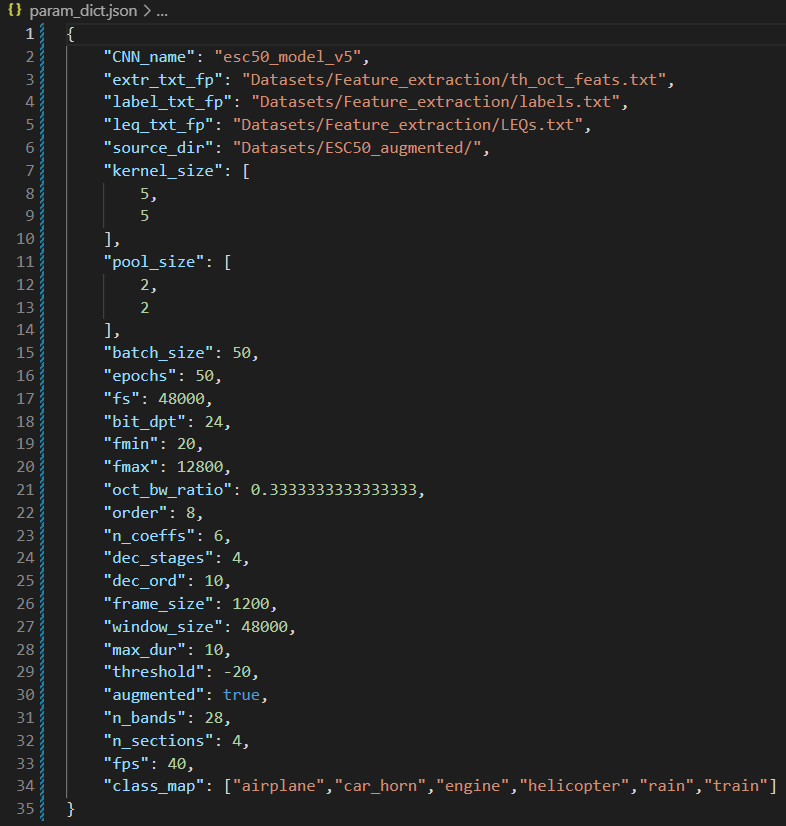 {} param_dict.json > ...
1 {
2 "CNN_name": "esc50_model_v5",
3 "extr_txt_fp": "Datasets/Feature_extraction/th_oct_feats.txt",
4 "label_txt_fp": "Datasets/Feature_extraction/labels.txt",
5 "leq_txt_fp": "Datasets/Feature_extraction/LEQs.txt",
6 "source_dir": "Datasets/ESC50_augmented/",
7 "kernel_size": [
8 5,
9 5
10 ],
11 "pool_size": [
12 2,
13 2
14 ],
15 "batch_size": 50,
16 "epochs": 50,
17 "fs": 48000,
18 "bit_dpt": 24,
19 "fmin": 20,
20 "fmax": 12800,
21 "oct_bw_ratio": 0.3333333333333333,
22 "order": 8,
23 "n_coeffs": 6,
24 "dec_stages": 4,
25 "dec_ord": 10,
26 "frame_size": 1200,
27 "window_size": 48000,
28 "max_dur": 10,
29 "threshold": -20,
30 "augmented": true,
31 "n_bands": 28,
32 "n_sections": 4,
33 "fps": 40,
34 "class_map": ["airplane","car_horn","engine","helicopter","rain","train"]
35 }